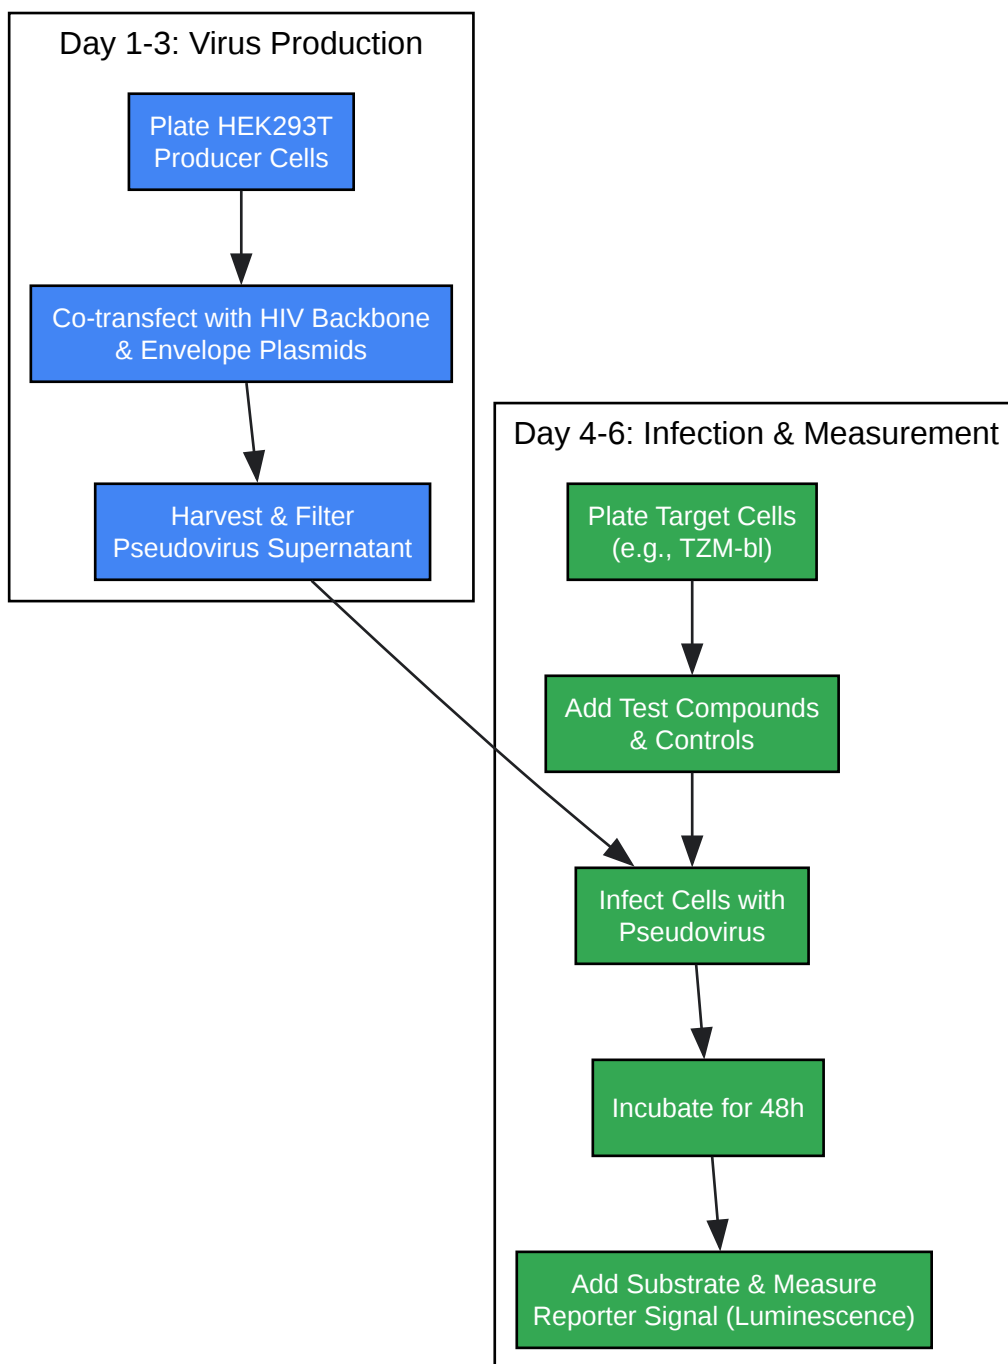 Day 1-3: Virus Production
Plate HEK293T
Producer Cells
Co-transfect with HIV Backbone
& Envelope Plasmids
Harvest & Filter
Pseudovirus Supernatant
Day 4-6: Infection & Measurement
Plate Target Cells
(e.g., TZM-bl)
Add Test Compounds
& Controls
Infect Cells with
Pseudovirus
Incubate for 48h
Add Substrate & Measure
Reporter Signal (Luminescence)